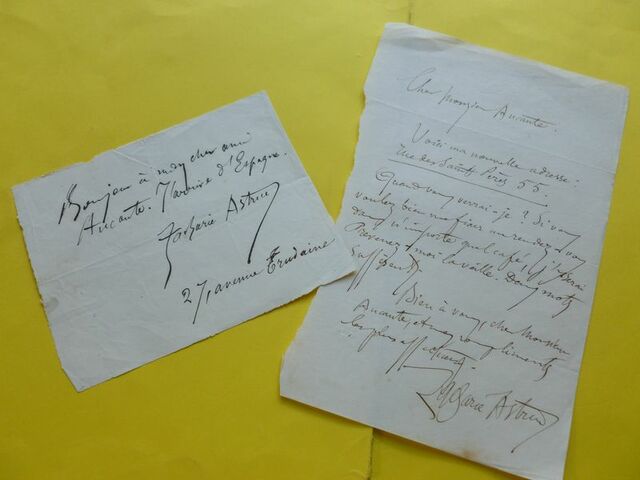 Bonjour à mon cher ami
Aucante. J'arrive d'Espagne.
Zacharie Astruc
27, avenue Trudaine
Cher Monsieur Aucante.
Voici ma nouvelle adresse:
Rue des Saints Pères 55.
Quand vous verrai-je? Si vous
voulez bien me fixer un rendez-vous
dans n'importe quel café, j'y serai
Prévenez-moi la veille. Deux mots
suffisent.
Bien à vous, cher Monsieur
Aucante, et mes compliments
les plus affectueux.
Zacharie Astruc